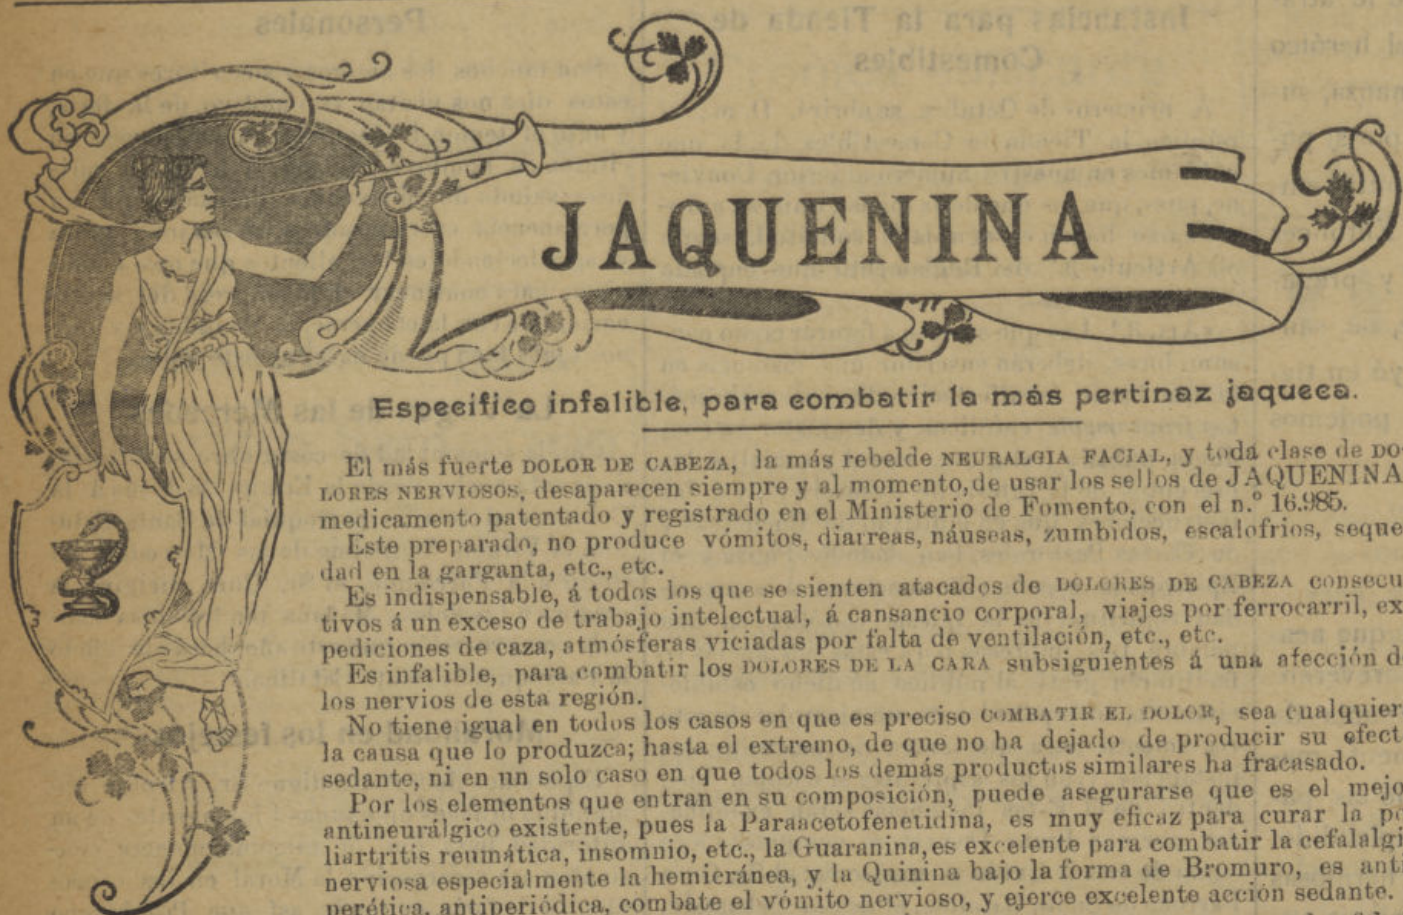 JAQUENINA
Específico infalible, para combatir la más pertinaz jaqueca.
El más fuerte DOLOR DE CABEZA, la más rebelde NEURALGIA FACIAL, y toda clase de DO-
LORES NERVIOSOS, desaparecen siempre y al momento, de usar los sellos de JAQUENINA
medicamento patentado y registrado en el Ministerio de Fomento, con el n.º 16.985.
Este preparado, no produce vómitos, diarreas, náuseas, zumbidos, escalofrios, seque
dad en la garganta, etc., etc.
Es indispensable, á todos los que se sienten atacados de DOLORES DE CABEZA consecu
tivos á un exceso de trabajo intelectual, á cansancio corporal, viajes por ferrocarril, ex
pediciones de caza, atmósferas viciadas por falta de ventilación, etc., etc.
Es infalible, para combatir los DOLORES DE LA CARA subsiguientes á una afección d
los nervios de esta región.
No tiene igual en todos los casos en que es preciso COMBATIR EL DOLOR, sea cualquier
la causa que lo produzca; hasta el extremo, de que no ha dejado de producir su efect
sedante, ni en un solo caso en que todos los demás productos similares ha fracasado.
Por los elementos que entran en su composición, puede asegurarse que es el mejo
antineurálgico existente, pues la Paraacetofenetidina, es muy eficaz para curar la po
liartritis reumática, insomnio, etc., la Guaranina, es excelente para combatir la cefalalgi
nerviosa especialmente la hemicránea, y la Quinina bajo la forma de Bromuro, es anti
perética, antiperiódica, combate el vómito nervioso, y ejerce excelente acción sedante.